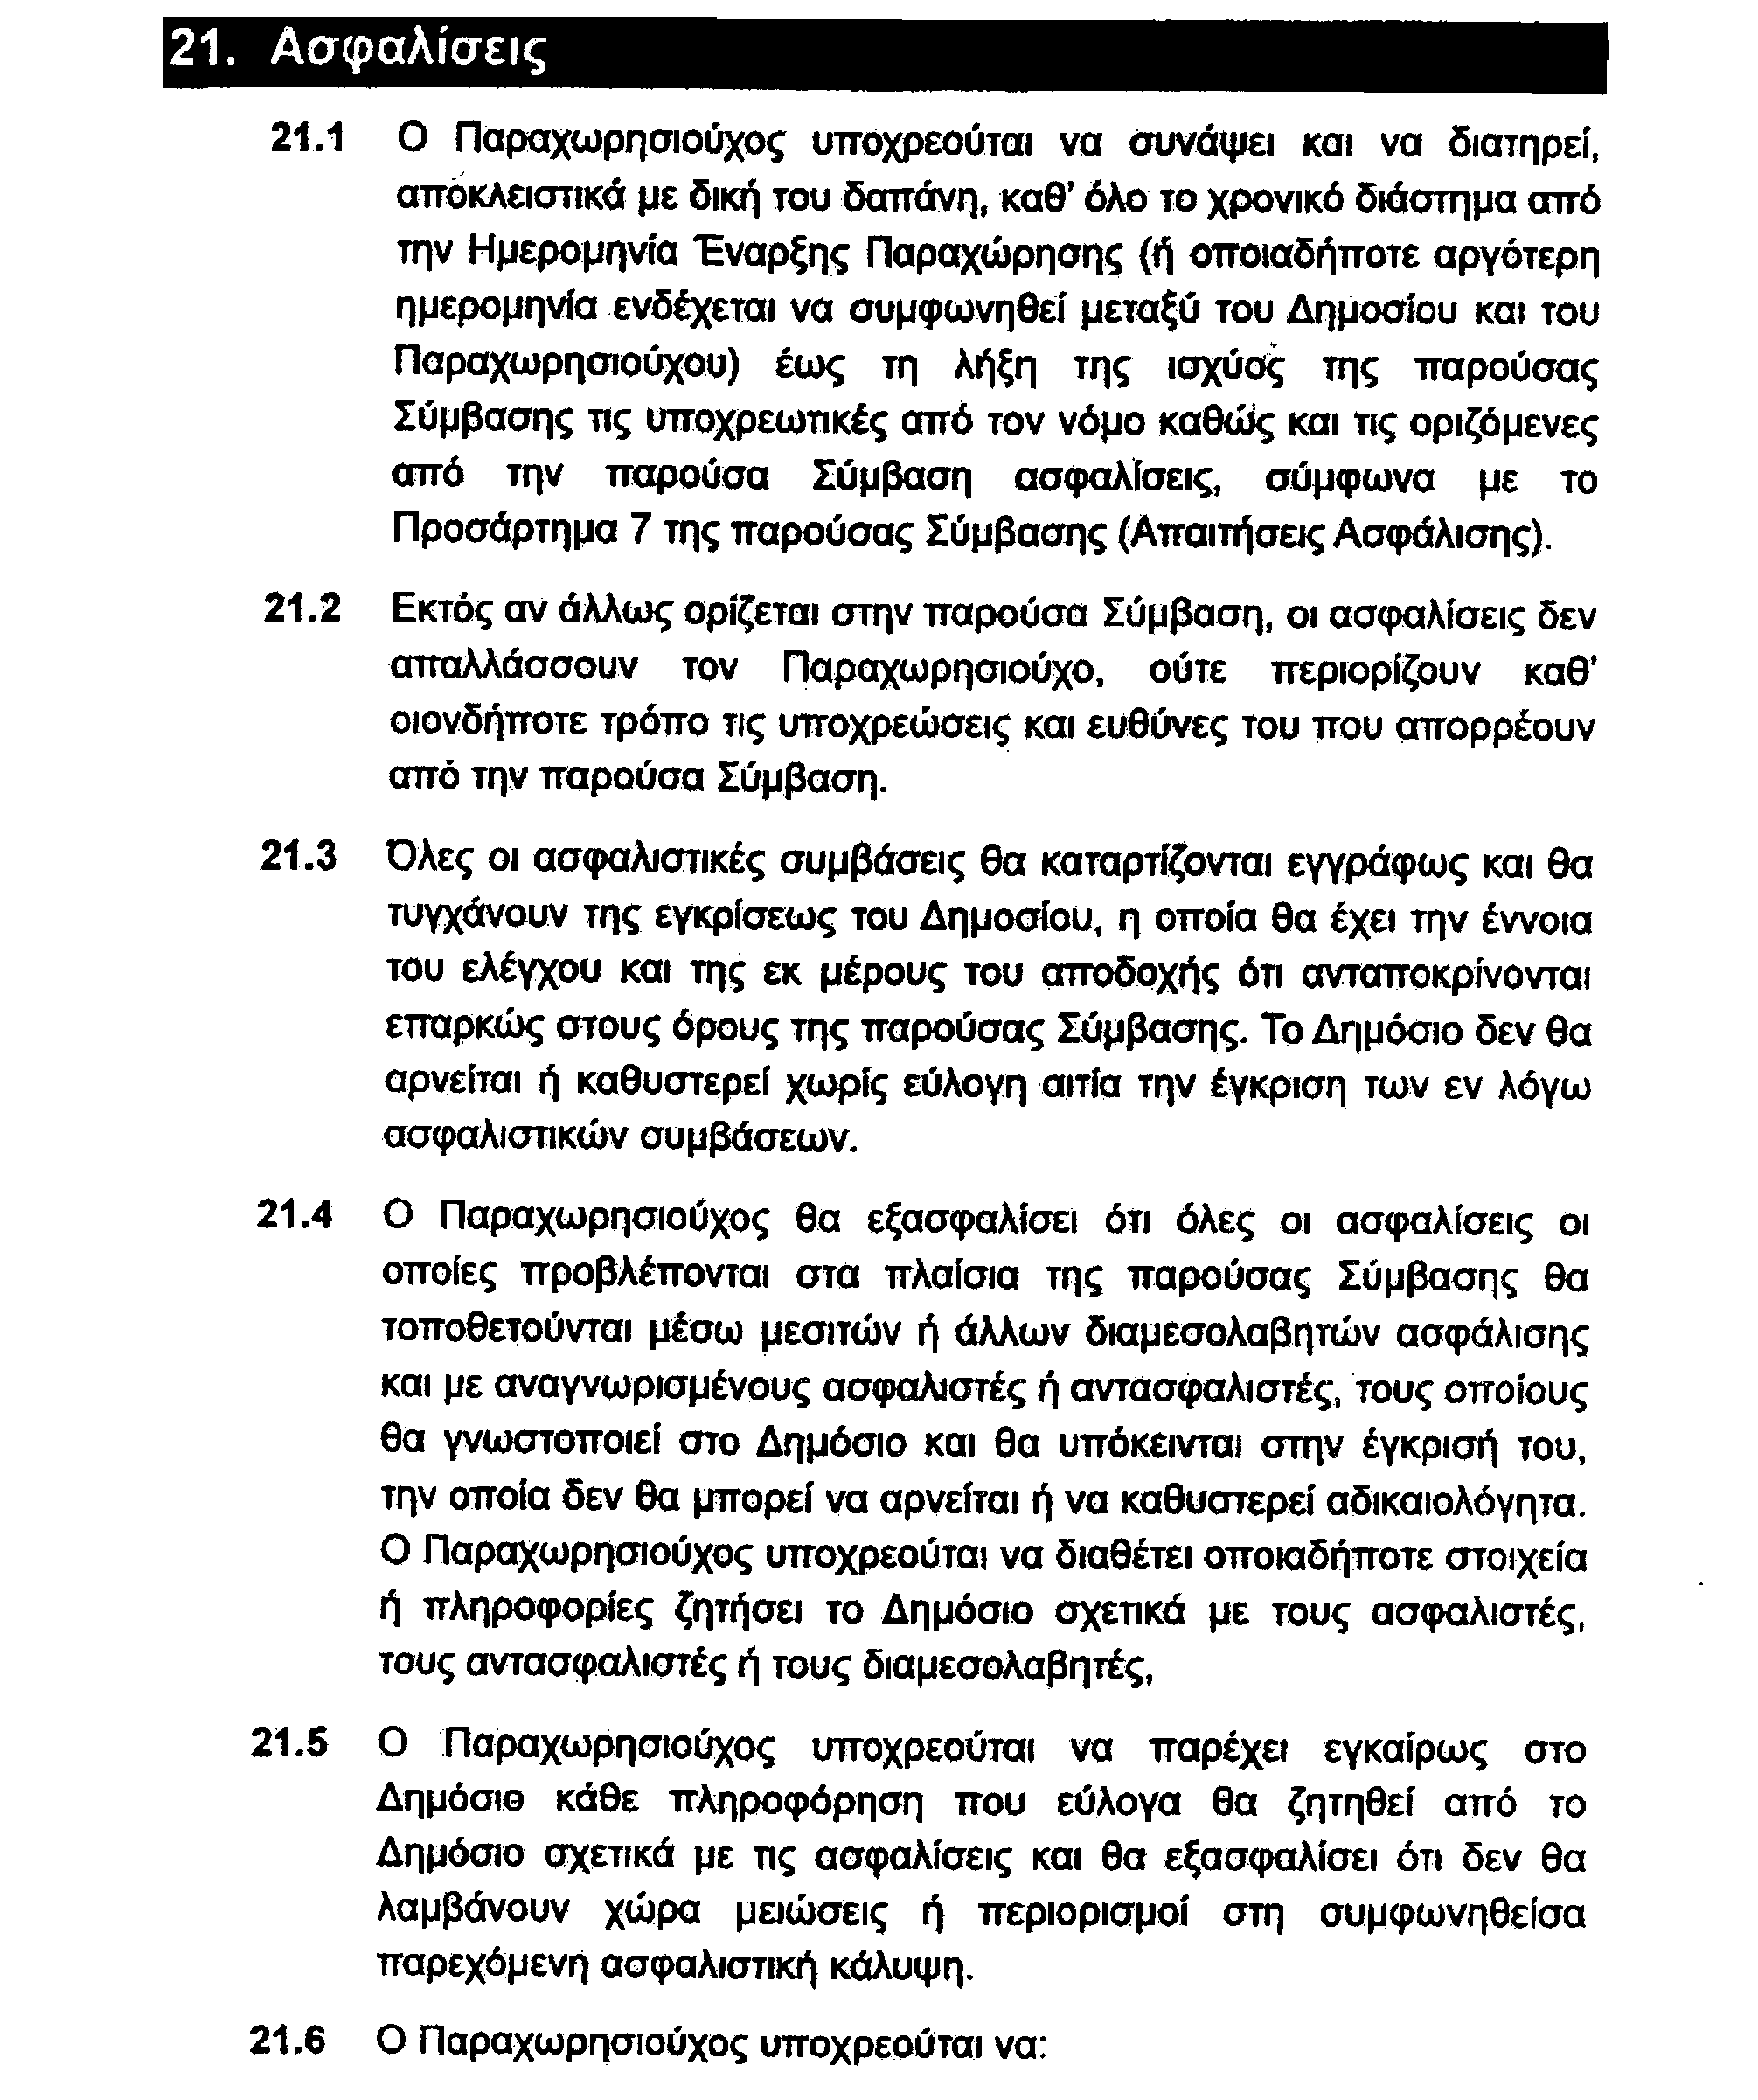 21. Ασφαλίσεις
21.1 Ο Παραχωρησιούχος υποχρεούται να συνάψει και να διατηρεί,
αποκλειστικά με δική του δαπάνη, καθ' όλο το χρονικό διάστημα από
την Ημερομηνία Έναρξης Παραχώρησης (ή οποιαδήποτε αργότερη
ημερομηνία ενδέχεται να συμφωνηθεί μεταξύ του Δημοσίου και του
Παραχωρησιούχου) έως τη λήξη της ισχύος της παρούσας
Σύμβασης τις υποχρεωτικές από τον νόμο καθώς και τις οριζόμενες
από την παρούσα Σύμβαση ασφαλίσεις, σύμφωνα με το
Προσάρτημα 7 της παρούσας Σύμβασης (Απαιτήσεις Ασφάλισης).
21.2 Εκτός αν άλλως ορίζεται στην παρούσα Σύμβαση, οι ασφαλίσεις δεν
απαλλάσσουν τον Παραχωρησιούχο, ούτε περιορίζουν καθ'
οιονδήποτε τρόπο τις υποχρεώσεις και ευθύνες του που απορρέουν
από την παρούσα Σύμβαση.
21.3 Όλες οι ασφαλιστικές συμβάσεις θα καταρτίζονται εγγράφως και θα
τυγχάνουν της εγκρίσεως του Δημοσίου, η οποία θα έχει την έννοια
του ελέγχου και της εκ μέρους του αποδοχής ότι ανταποκρίνονται
επαρκώς στους όρους της παρούσας Σύμβασης. Το Δημόσιο δεν θα
αρνείται ή καθυστερεί χωρίς εύλογη αιτία την έγκριση των εν λόγω
ασφαλιστικών συμβάσεων.
21.4 Ο Παραχωρησιούχος θα εξασφαλίσει ότι όλες οι ασφαλίσεις οι
οποίες προβλέπονται στα πλαίσια της παρούσας Σύμβασης θα
τοποθετούνται μέσω μεσιτών ή άλλων διαμεσολαβητών ασφάλισης
και με αναγνωρισμένους ασφαλιστές ή αντασφαλιστές, τους οποίους
θα γνωστοποιεί στο Δημόσιο και θα υπόκεινται στην έγκρισή του,
την οποία δεν θα μπορεί να αρνείται ή να καθυστερεί αδικαιολόγητα.
Ο Παραχωρησιούχος υποχρεούται να διαθέτει οποιαδήποτε στοιχεία
ή πληροφορίες ζητήσει το Δημόσιο σχετικά με τους ασφαλιστές,
τους αντασφαλιστές ή τους διαμεσολαβητές,
21.5 Ο Παραχωρησιούχος υποχρεούται να παρέχει εγκαίρως στο
Δημόσιο κάθε πληροφόρηση που εύλογα θα ζητηθεί από το
Δημόσιο σχετικά με τις ασφαλίσεις και θα εξασφαλίσει ότι δεν θα
λαμβάνουν χώρα μειώσεις ή περιορισμοί στη συμφωνηθείσα
παρεχόμενη ασφαλιστική κάλυψη.
21.6 Ο Παραχωρησιούχος υποχρεούται να: